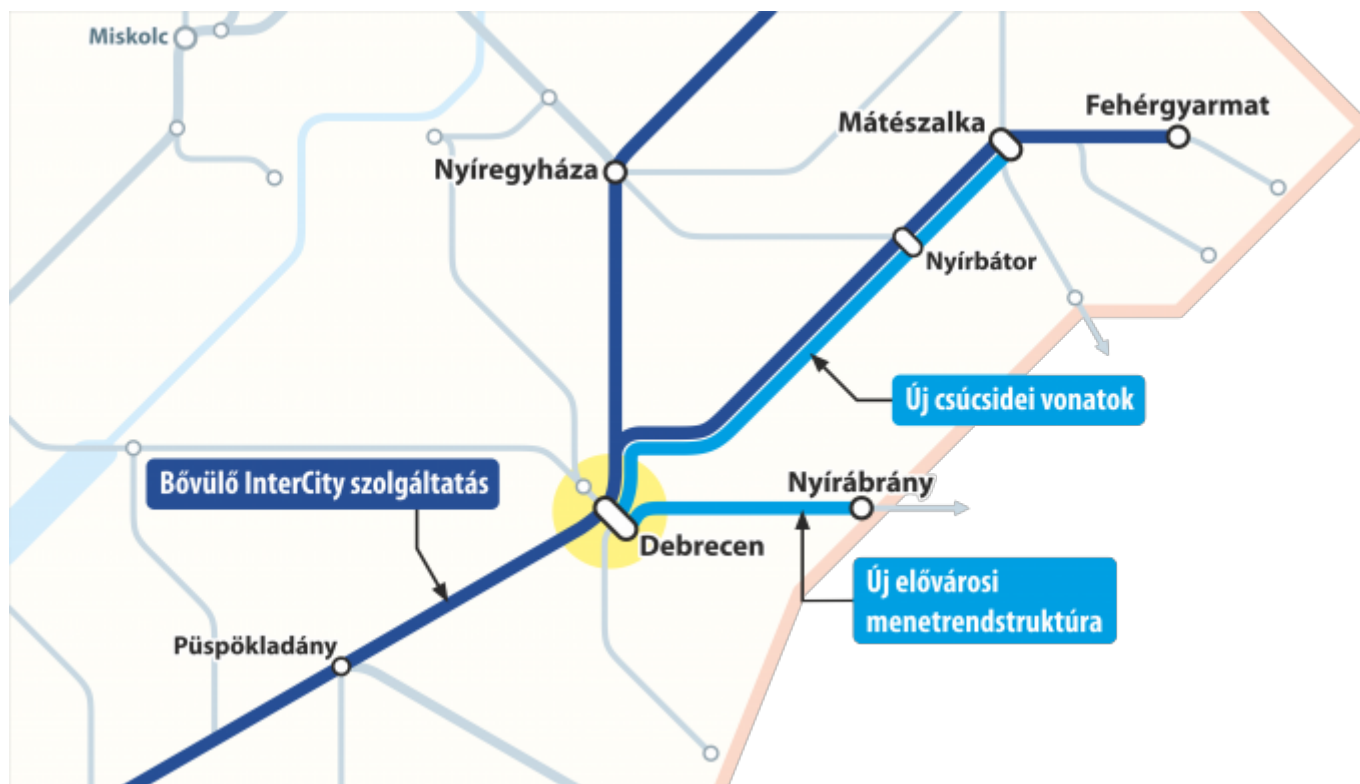 Miskolc
Fehérgyarmat
Mátészalka
Nyíregyháza
Nyírbátor
Új csúcsidei vonatok
Bővülő InterCity szolgáltatás
Nyírábrány
Debrecen
Új elővárosi
menetrendstruktúra
Püspökladány